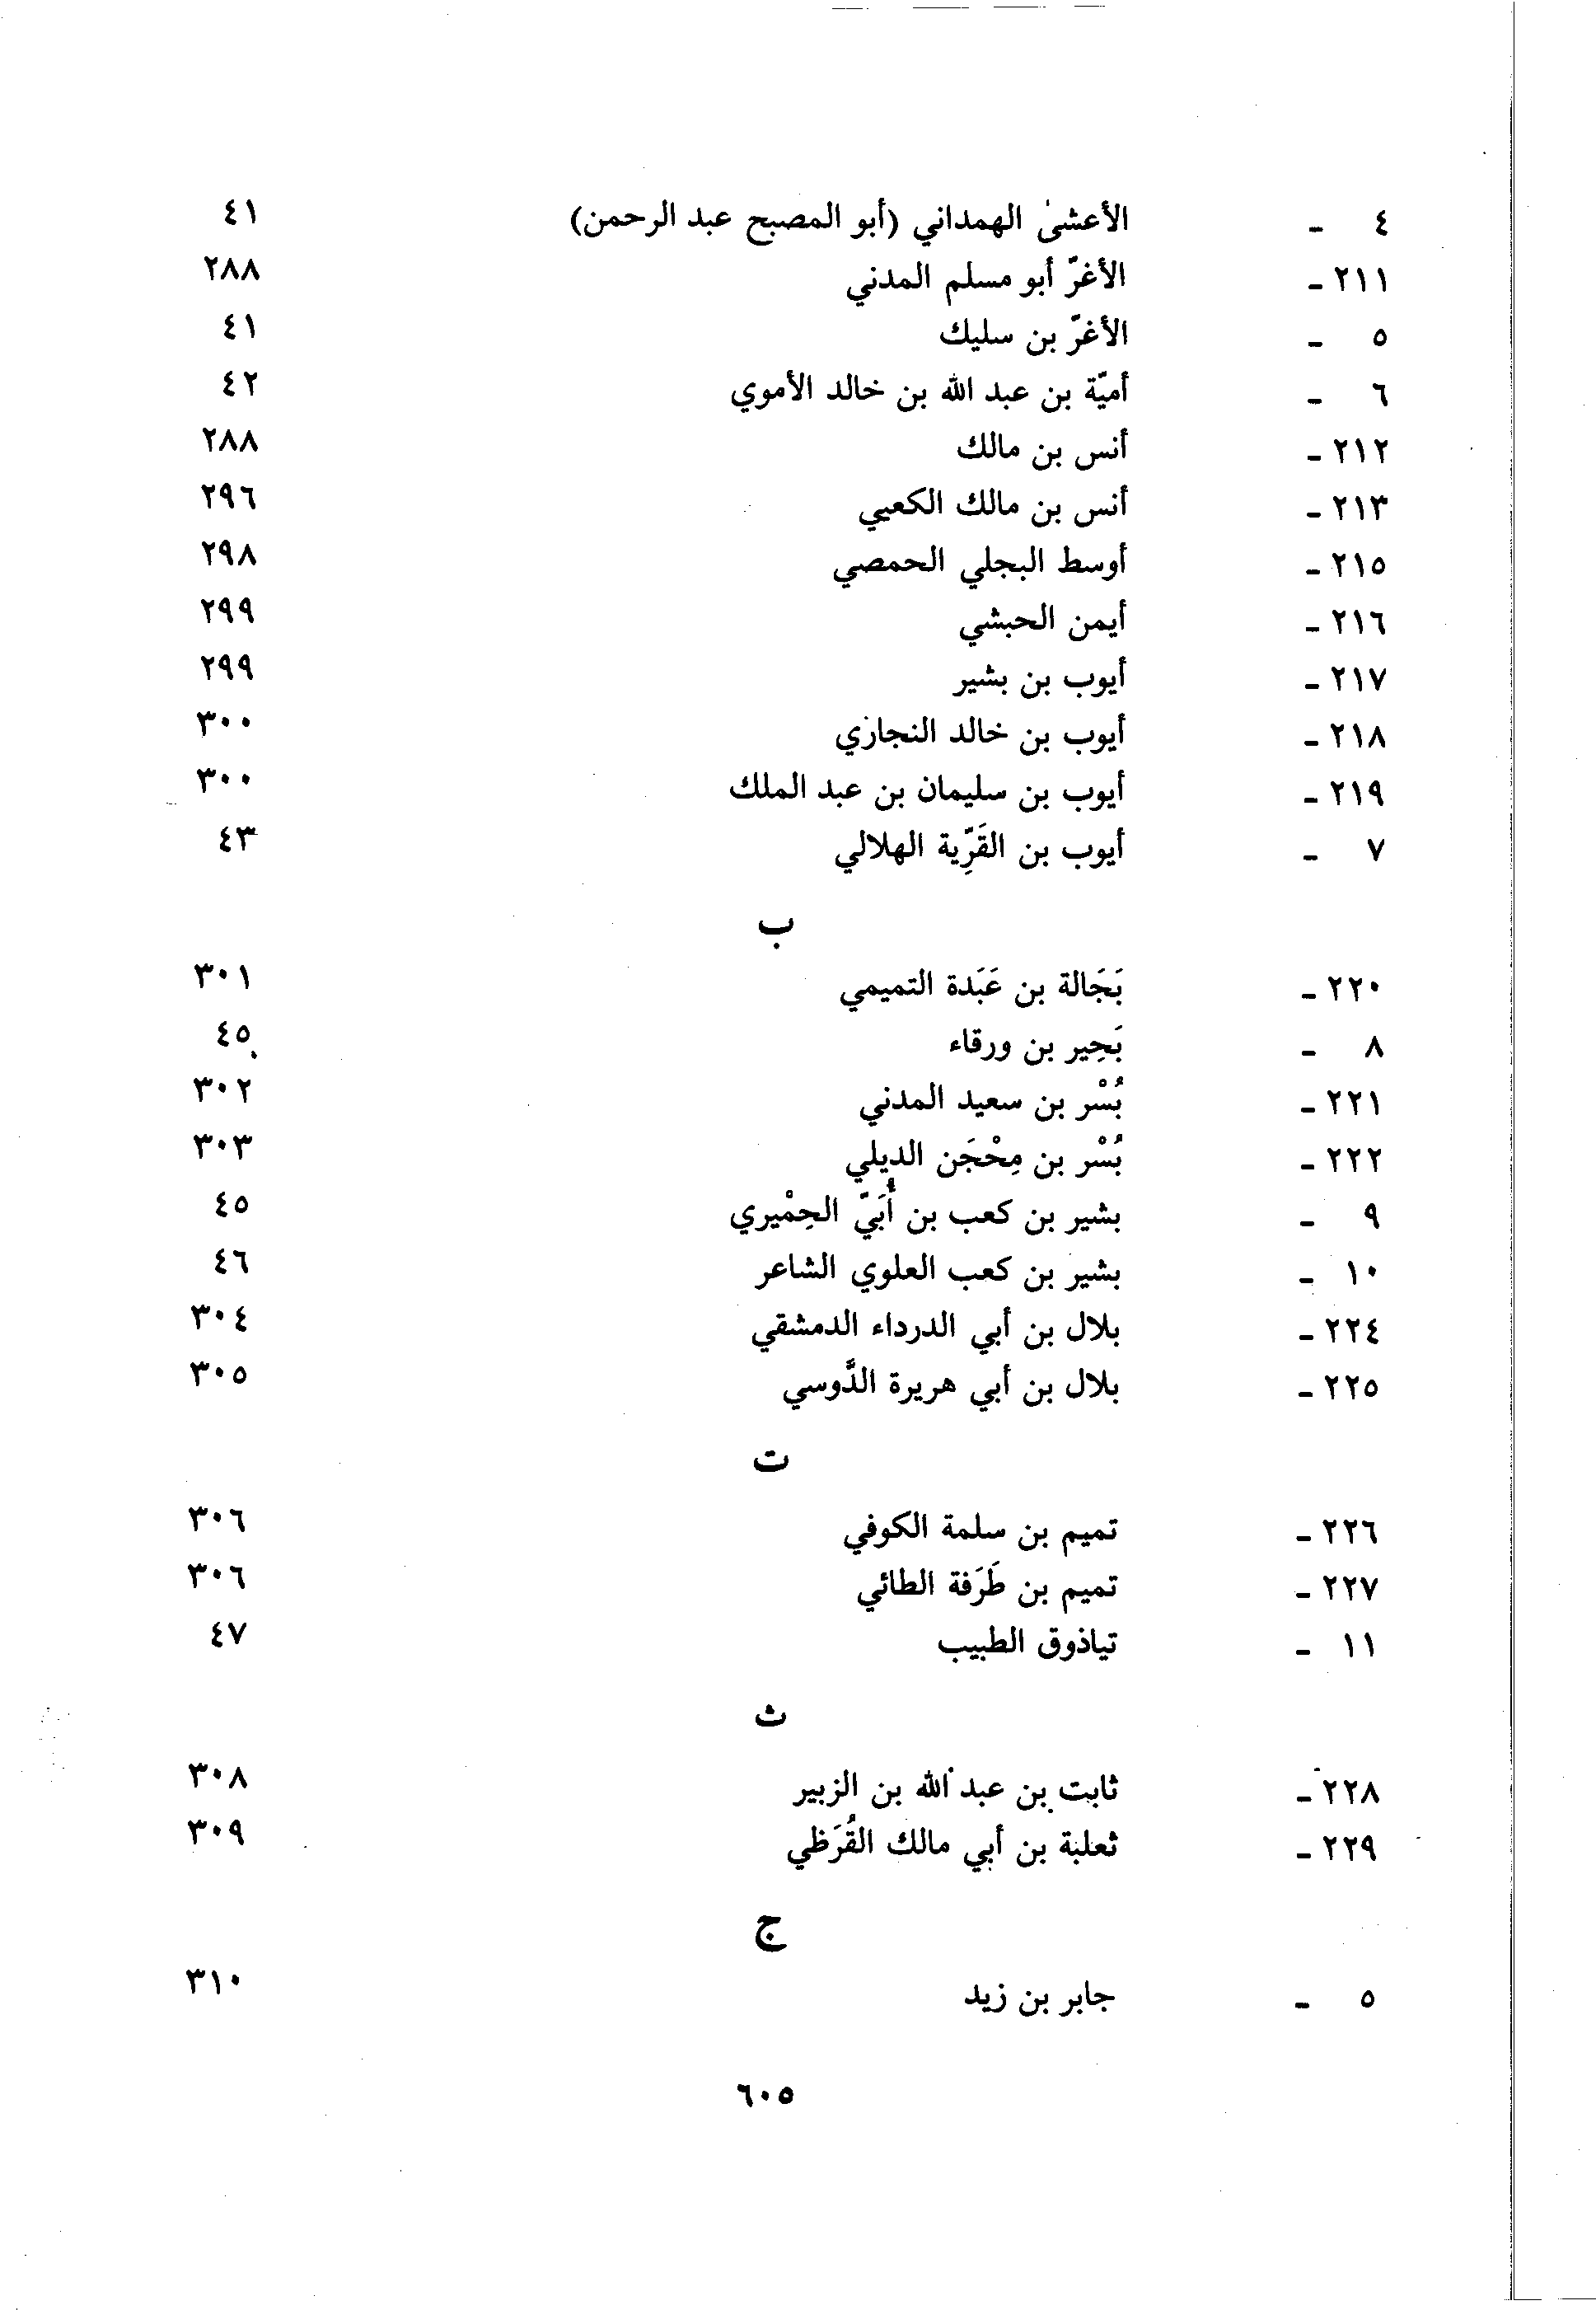 ٤ - الأعشىٰ الهمداني (أبو المصبح عبد الرحمن) ٤١
٢١١ - الأغرّ أبو مسلم المدني ٢٨٨
٥ - الأغرّ بن سليك ٤١
٦ - أميّة بن عبد الله بن خالد الأموي ٤٢
٢١٢ - أنس بن مالك ٢٨٨
٢١٣ - أنس بن مالك الكعبي ٢٩٦
٢١٥ - أوسط البجلي الحمصي ٢٩٨
٢١٦ - أيمن الحبشي ٢٩٩
٢١٧ - أيوب بن بشير ٢٩٩
٢١٨ - أيوب بن خالد النجاري ٣٠٠
٢١٩ - أيوب بن سليمان بن عبد الملك ٣٠٠
٧ - أيوب بن القَرِّية الهلالي ٤٣
ب
٢٢٠ - بَجَالة بن عَبَدة التميمي ٣٠١
٨ - بَحِير بن ورقاء ٤٥
٢٢١ - بُسْر بن سعيد المدني ٣٠٢
٢٢٢ - بُسْر بن مِحْجَن الديلي ٣٠٣
٩ - بشير بن كعب بن أُبَيّ الحِمْيري ٤٥
١٠ - بشير بن كعب العلوي الشاعر ٤٦
٢٢٤ - بلال بن أبي الدرداء الدمشقي ٣٠٤
٢٢٥ - بلال بن أبي هريرة الدَّوسي ٣٠٥
ت
٢٢٦ - تميم بن سلمة الكوفي ٣٠٦
٢٢٧ - تميم بن طَرَفة الطائي ٣٠٦
١١ - تياذوق الطبيب ٤٧
ث
٢٢٨ - ثابت بن عبد الله بن الزبير ٣٠٨
٢٢٩ - ثعلبة بن أبي مالك القُرَظي ٣٠٩
ج
٥ - جابر بن زيد ٣١٠
٦٠٥